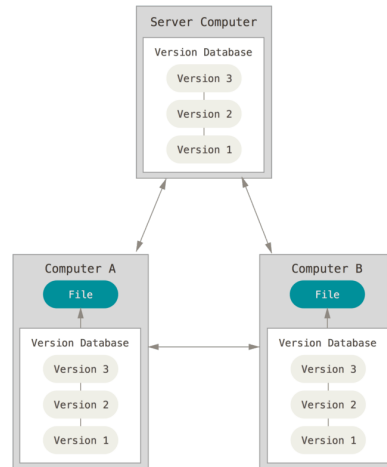 Server Computer
Version Database
Version 3
Version 2
Version 1
Computer A
File
Version Database
Version 3
Version 2
Version 1
Computer B
File
Version Database
Version 3
Version 2
Version 1